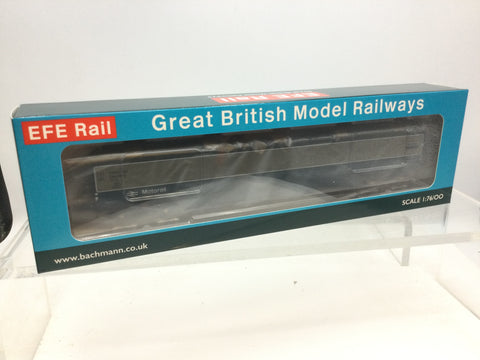 EFE Rail
Great British Model Railways
Motorail
www.bachmann.co.uk
SCALE 1:76/OO